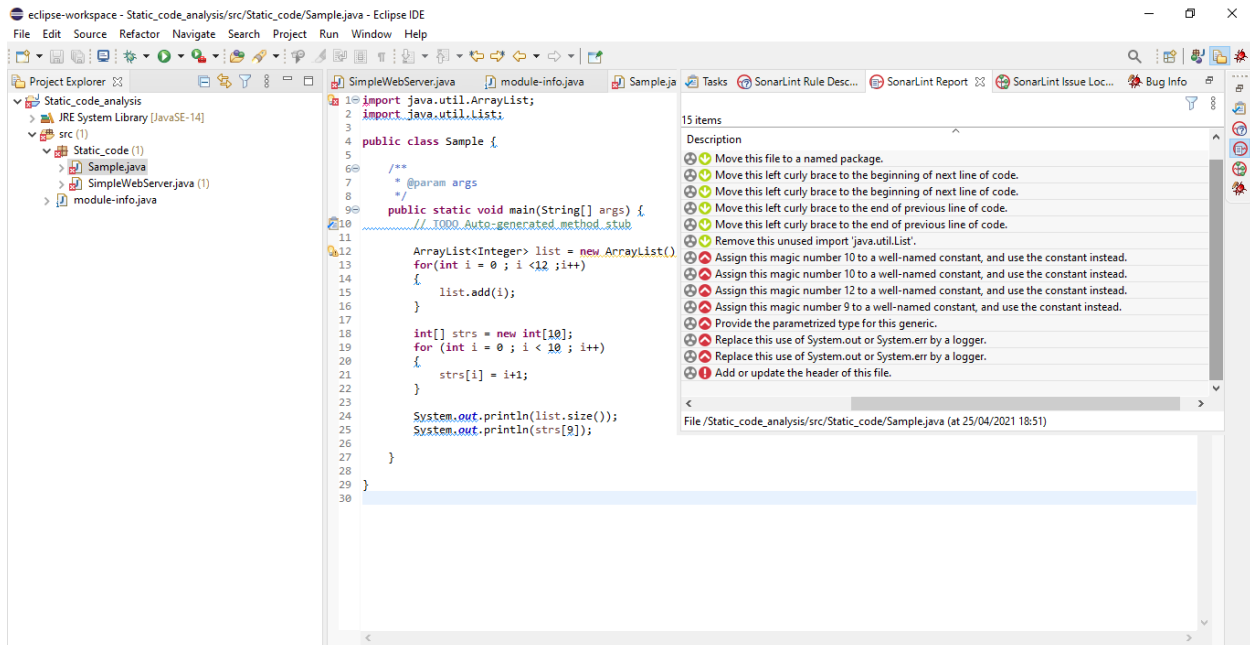 eclipse-workspace - Static_code_analysis/src/Static_code/Sample.java - Eclipse IDE
File Edit Source Refactor Navigate Search Project Run Window Help
Project Explorer
Static_code_analysis
JRE System Library [JavaSE-14]
src (1)
Static_code (1)
Sample.java
SimpleWebServer.java (1)
module-info.java
SimpleWebServer.java module-info.java Sample.ja
1 import java.util.ArrayList;
2 import java.util.List;
3
4 public class Sample {
5
6 /**
7 * @param args
8 */
9 public static void main(String[] args) {
10 // TODO Auto-generated method stub
11
12 ArrayList<Integer> list = new ArrayList()
13 for(int i = 0 ; i <12 ;i++)
14 {
15 list.add(i);
16 }
17
18 int[] strs = new int[10];
19 for (int i = 0 ; i < 10 ; i++)
20 {
21 strs[i] = i+1;
22 }
23
24 System.out.println(list.size());
25 System.out.println(strs[9]);
26
27 }
28
29 }
30
Tasks SonarLint Rule Desc... SonarLint Report SonarLint Issue Loc... Bug Info
15 items
Description
Move this file to a named package.
Move this left curly brace to the beginning of next line of code.
Move this left curly brace to the beginning of next line of code.
Move this left curly brace to the end of previous line of code.
Move this left curly brace to the end of previous line of code.
Remove this unused import 'java.util.List'.
Assign this magic number 10 to a well-named constant, and use the constant instead.
Assign this magic number 10 to a well-named constant, and use the constant instead.
Assign this magic number 12 to a well-named constant, and use the constant instead.
Assign this magic number 9 to a well-named constant, and use the constant instead.
Provide the parametrized type for this generic.
Replace this use of System.out or System.err by a logger.
Replace this use of System.out or System.err by a logger.
Add or update the header of this file.
File /Static_code_analysis/src/Static_code/Sample.java (at 25/04/2021 18:51)